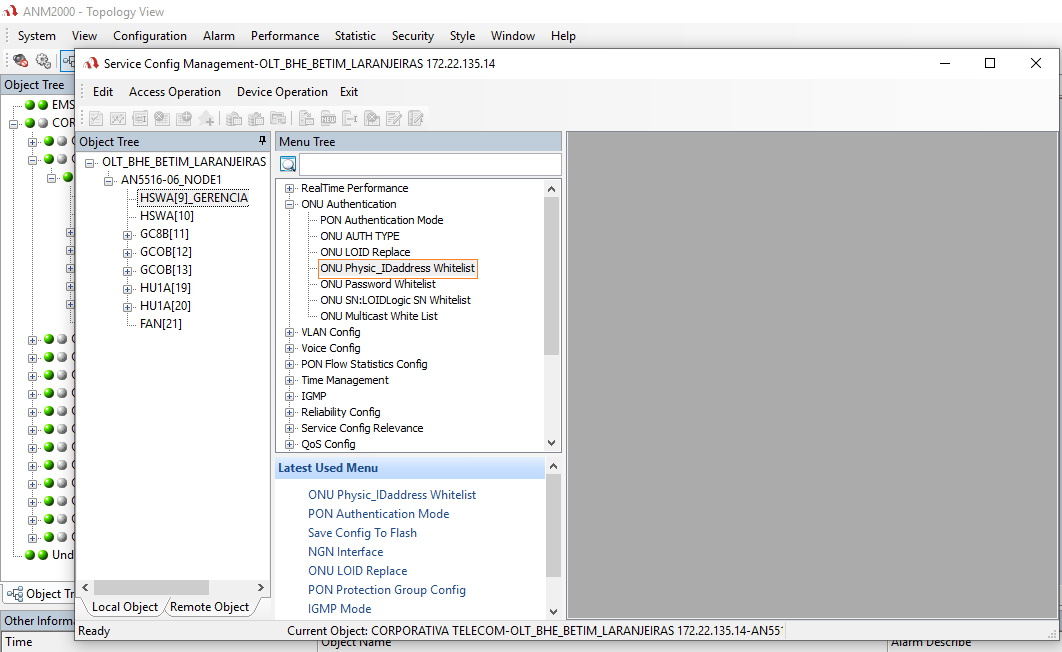 ANM2000 - Topology View
System View Configuration Alarm Performance Statistic Security Style Window Help
Service Config Management-OLT_BHE_BETIM_LARANJEIRAS 172.22.135.14
Edit Access Operation Device Operation Exit
Object Tree
EMS
COR
Und
Object Tr
Other Informa
Time
Object Name
Alarm Describe
Object Tree
OLT_BHE_BETIM_LARANJEIRAS
AN5516-06_NODE1
HSWA[9]_GERENCIA
HSWA[10]
GC8B[11]
GCOB[12]
GCOB[13]
HU1A[19]
HU1A[20]
FAN[21]
Local Object Remote Object
Menu Tree
RealTime Performance
ONU Authentication
PON Authentication Mode
ONU AUTH TYPE
ONU LOID Replace
ONU Physic_IDaddress Whitelist
ONU Password Whitelist
ONU SN:LOIDLogic SN Whitelist
ONU Multicast White List
VLAN Config
Voice Config
PON Flow Statistics Config
Time Management
IGMP
Reliability Config
Service Config Relevance
QoS Config
Latest Used Menu
ONU Physic_IDaddress Whitelist
PON Authentication Mode
Save Config To Flash
NGN Interface
ONU LOID Replace
PON Protection Group Config
IGMP Mode
Ready
Current Object: CORPORATIVA TELECOM-OLT_BHE_BETIM_LARANJEIRAS 172.22.135.14-AN551